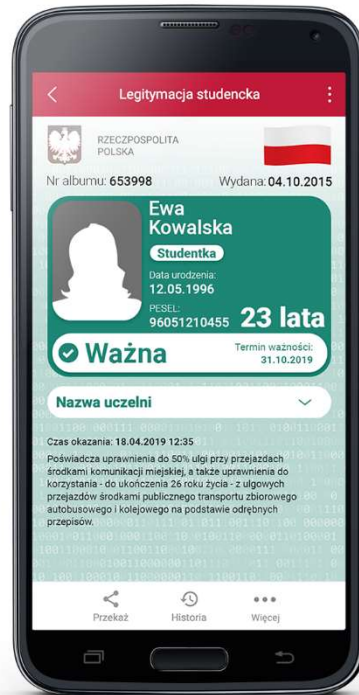 Legitymacja studencka
RZECZPOSPOLITA
POLSKA
Nr albumu: 653998 Wydana: 04.10.2015
Ewa
Kowalska
Studentka
Data urodzenia:
12.05.1996
PESEL:
96051210455 23 lata
Ważna
Termin ważności:
31.10.2019
Nazwa uczelni
Czas okazania: 18.04.2019 12:35
Poświadcza uprawnienia do 50% ulgi przy przejazdach
środkami komunikacji miejskiej, a także uprawnienia do
korzystania - do ukończenia 26 roku życia - z ulgowych
przejazdów środkami publicznego transportu zbiorowego
autobusowego i kolejowego na podstawie odrębnych
przepisów.
Przekaż Historia Więcej